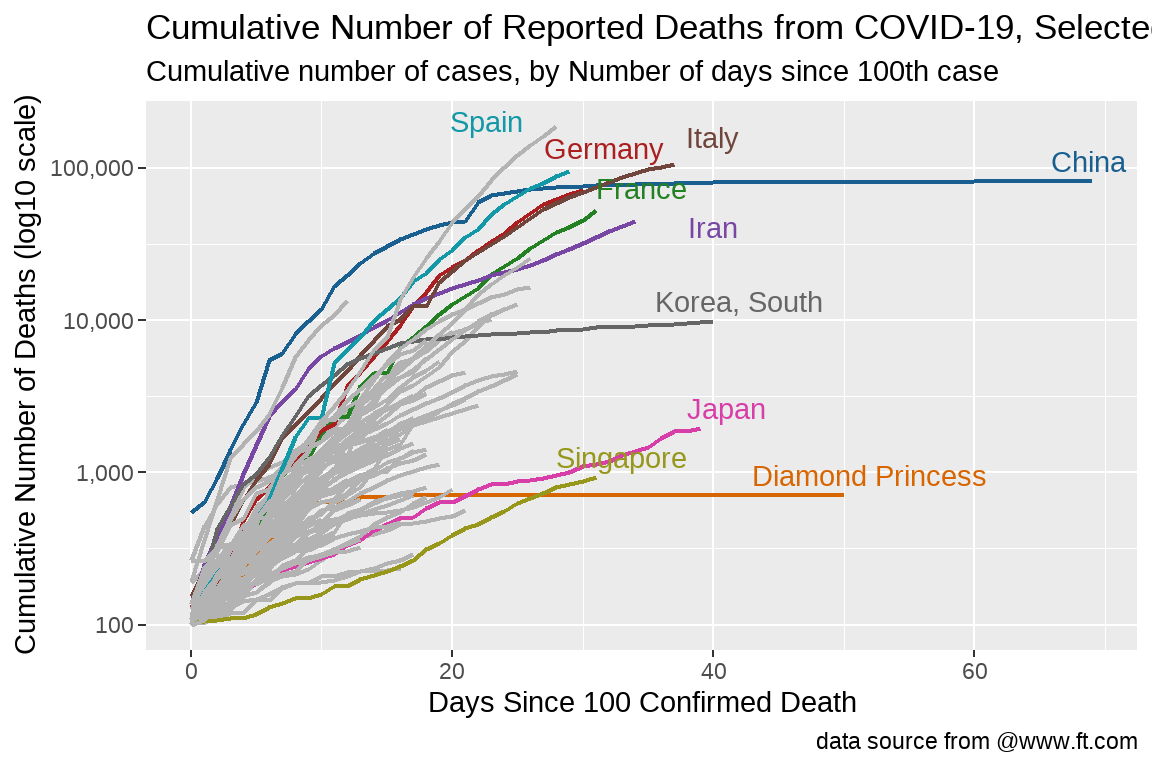 Cumulative Number of Reported Deaths from COVID-19, Selecte
Cumulative number of cases, by Number of days since 100th case
Cumulative Number of Deaths (log10 scale)
100,000
10,000
1,000
100
Spain
Germany
Italy
China
France
Iran
Korea, South
Japan
Singapore
Diamond Princess
0 20 40 60
Days Since 100 Confirmed Death
data source from @www.ft.com